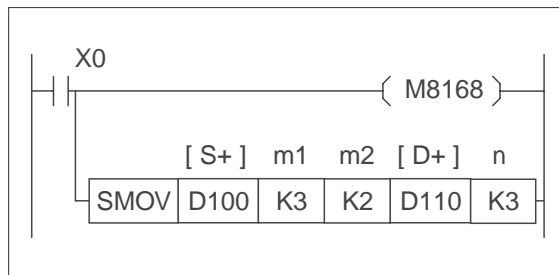 X0
M8168
[ S+ ] m1 m2 [ D+ ] n
SMOV D100 K3 K2 D110 K3